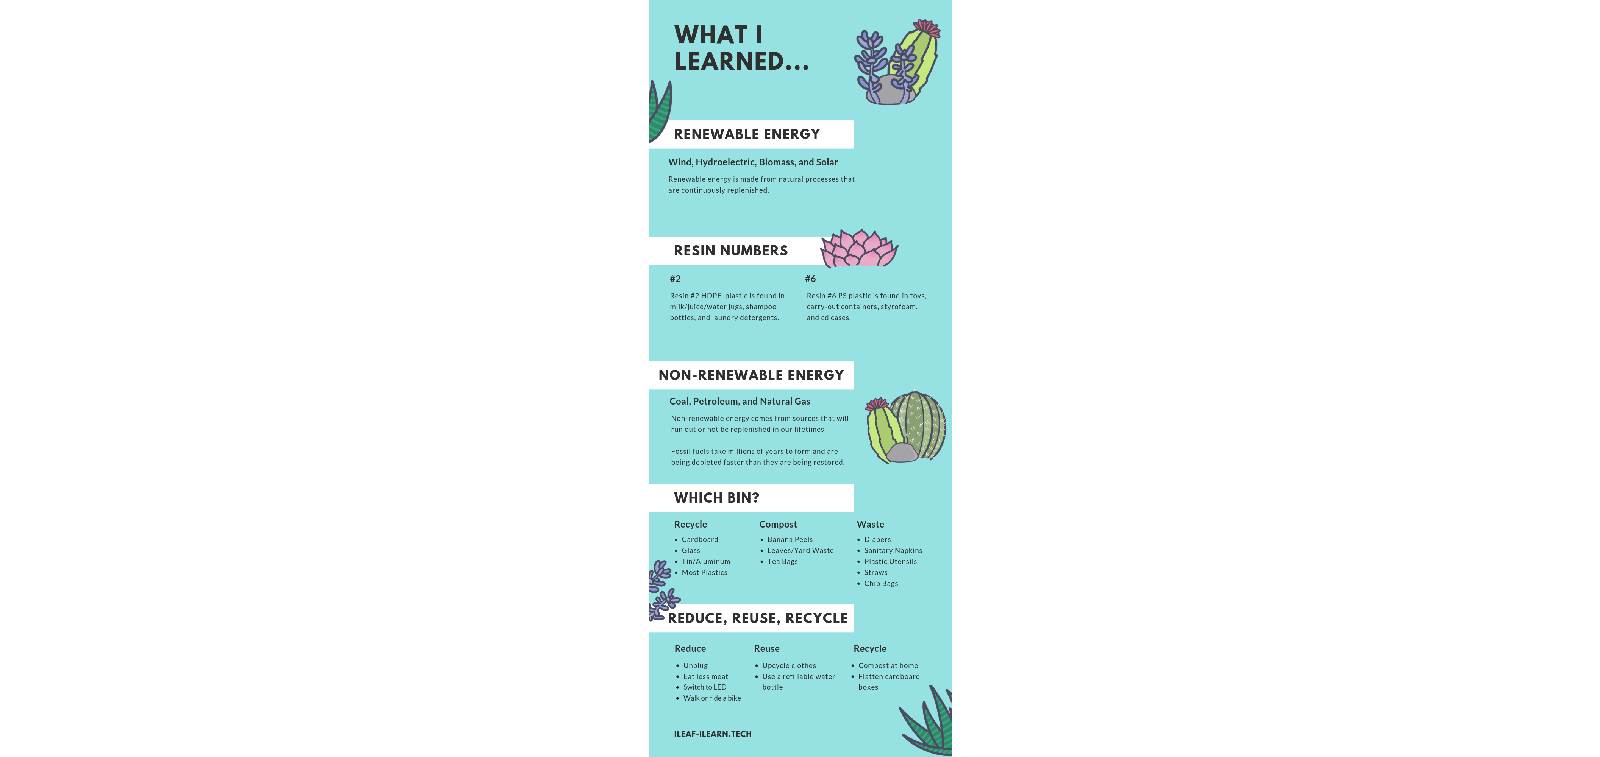 WHAT I
LEARNED...
RENEWABLE ENERGY
Wind, Hydroelectric, Biomass, and Solar
Renewable energy is made from natural processes that
are continuously replenished.
RESIN NUMBERS
#2
Resin #2 HDPE plastic is found in
milk/juice/water jugs, shampoo
bottles, and laundry detergents.
#6
Resin #6 PS plastic is found in toys,
carry-out containers, styrofoam,
and cd cases.
NON-RENEWABLE ENERGY
Coal, Petroleum, and Natural Gas
Non-renewable energy comes from sources that will
run out or not be replenished in our lifetimes.
Fossil fuels take millions of years to form and are
being depleted faster than they are being restored.
WHICH BIN?
Recycle
• Cardboard
• Glass
• Tin/Aluminum
• Most Plastics
Compost
• Banana Peels
• Leaves/Yard Waste
• Tea Bags
Waste
• Diapers
• Sanitary Napkins
• Plastic Utensils
• Straws
• Chip Bags
REDUCE, REUSE, RECYCLE
Reduce
• Unplug
• Eat less meat
• Switch to LED
• Walk or ride a bike
Reuse
• Upcycle clothes
• Use a refillable water
bottle
Recycle
• Compost at home
• Flatten cardboard
boxes
ILEAF-ILEARN.TECH